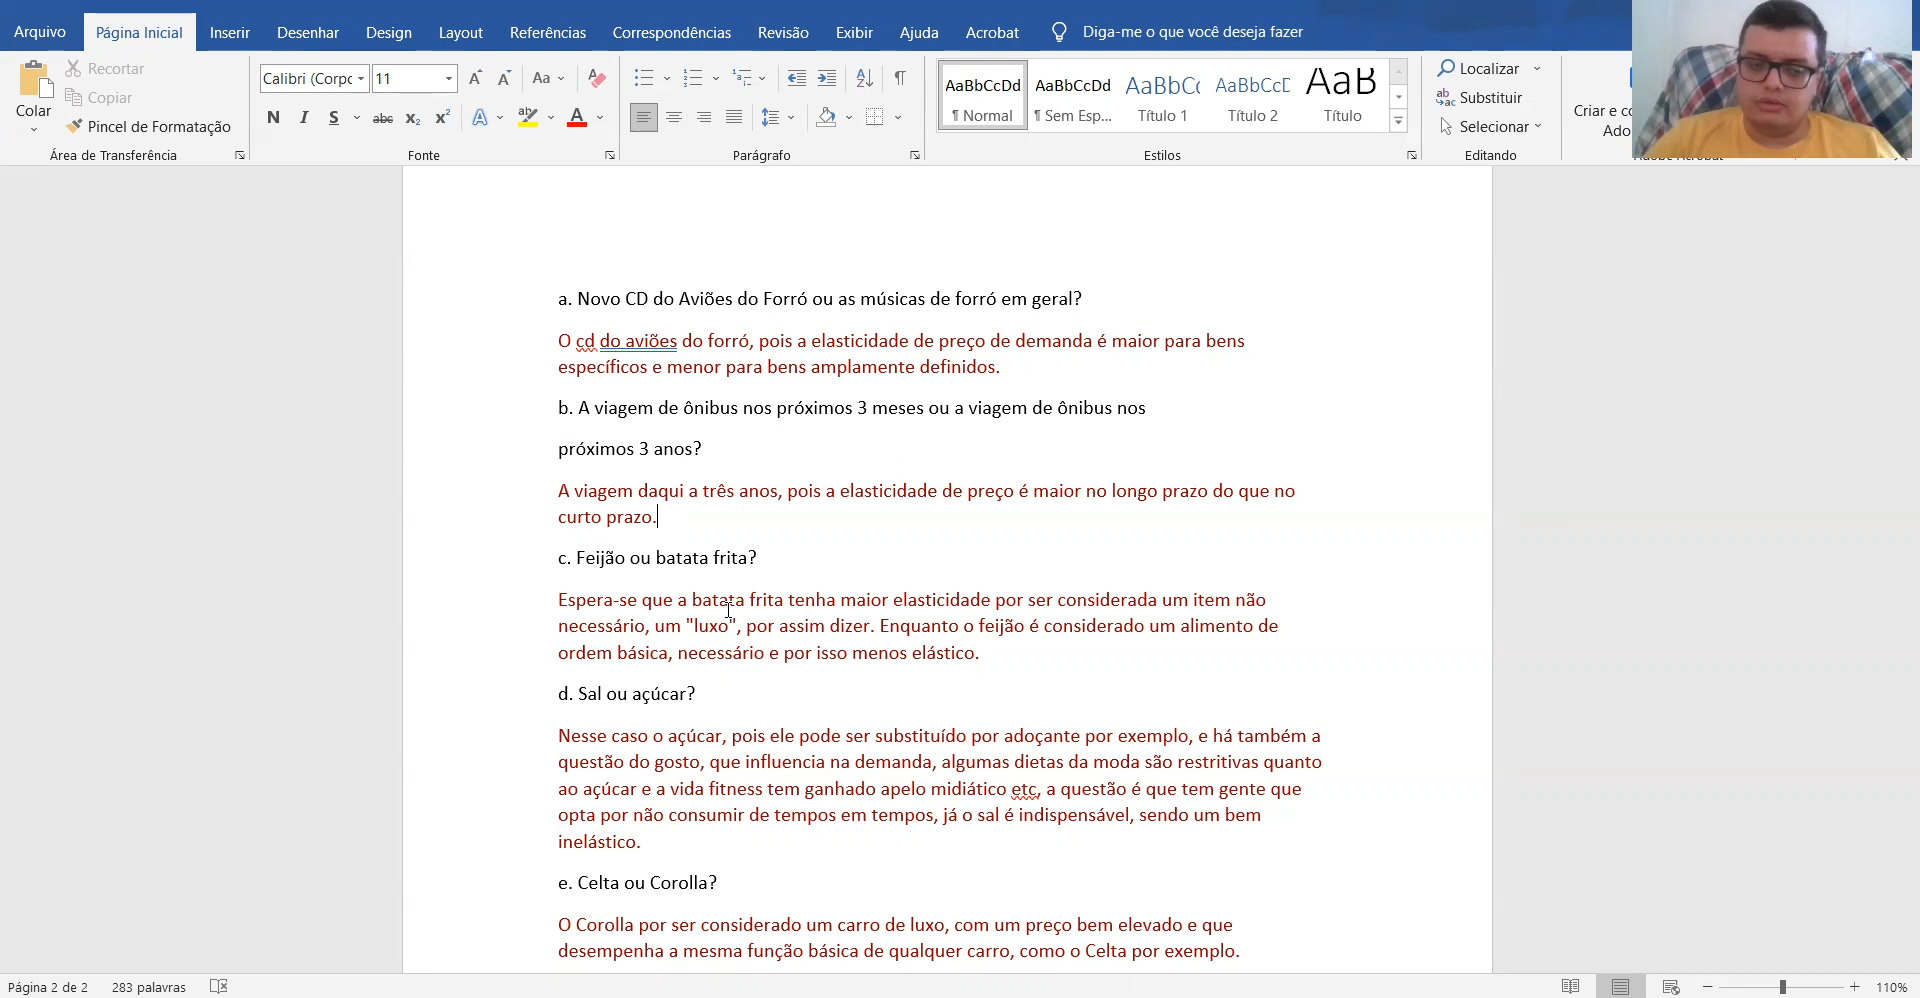 Arquivo Página Inicial Inserir Desenhar Design Layout Referências Correspondências Revisão Exibir Ajuda Acrobat Diga-me o que você deseja fazer
Colar
Recortar
Copiar
Pincel de Formatação
Área de Transferência
Calibri (Corpo 11
Aa
N I S abc x₂ x² A A
Fonte
Parágrafo
AaBbCcDd AaBbCcDd AaBbCc AaBbCcD AaB
¶ Normal ¶ Sem Esp... Título 1 Título 2 Título
Estilos
Localizar
Substituir
Selecionar
Editando
Criar e co
Ado
a. Novo CD do Aviões do Forró ou as músicas de forró em geral?
O cd do aviões do forró, pois a elasticidade de preço de demanda é maior para bens
específicos e menor para bens amplamente definidos.
b. A viagem de ônibus nos próximos 3 meses ou a viagem de ônibus nos
próximos 3 anos?
A viagem daqui a três anos, pois a elasticidade de preço é maior no longo prazo do que no
curto prazo.
c. Feijão ou batata frita?
Espera-se que a batata frita tenha maior elasticidade por ser considerada um item não
necessário, um "luxo", por assim dizer. Enquanto o feijão é considerado um alimento de
ordem básica, necessário e por isso menos elástico.
d. Sal ou açúcar?
Nesse caso o açúcar, pois ele pode ser substituído por adoçante por exemplo, e há também a
questão do gosto, que influencia na demanda, algumas dietas da moda são restritivas quanto
ao açúcar e a vida fitness tem ganhado apelo midiático etc, a questão é que tem gente que
opta por não consumir de tempos em tempos, já o sal é indispensável, sendo um bem
inelástico.
e. Celta ou Corolla?
O Corolla por ser considerado um carro de luxo, com um preço bem elevado e que
desempenha a mesma função básica de qualquer carro, como o Celta por exemplo.
Página 2 de 2 283 palavras 110%